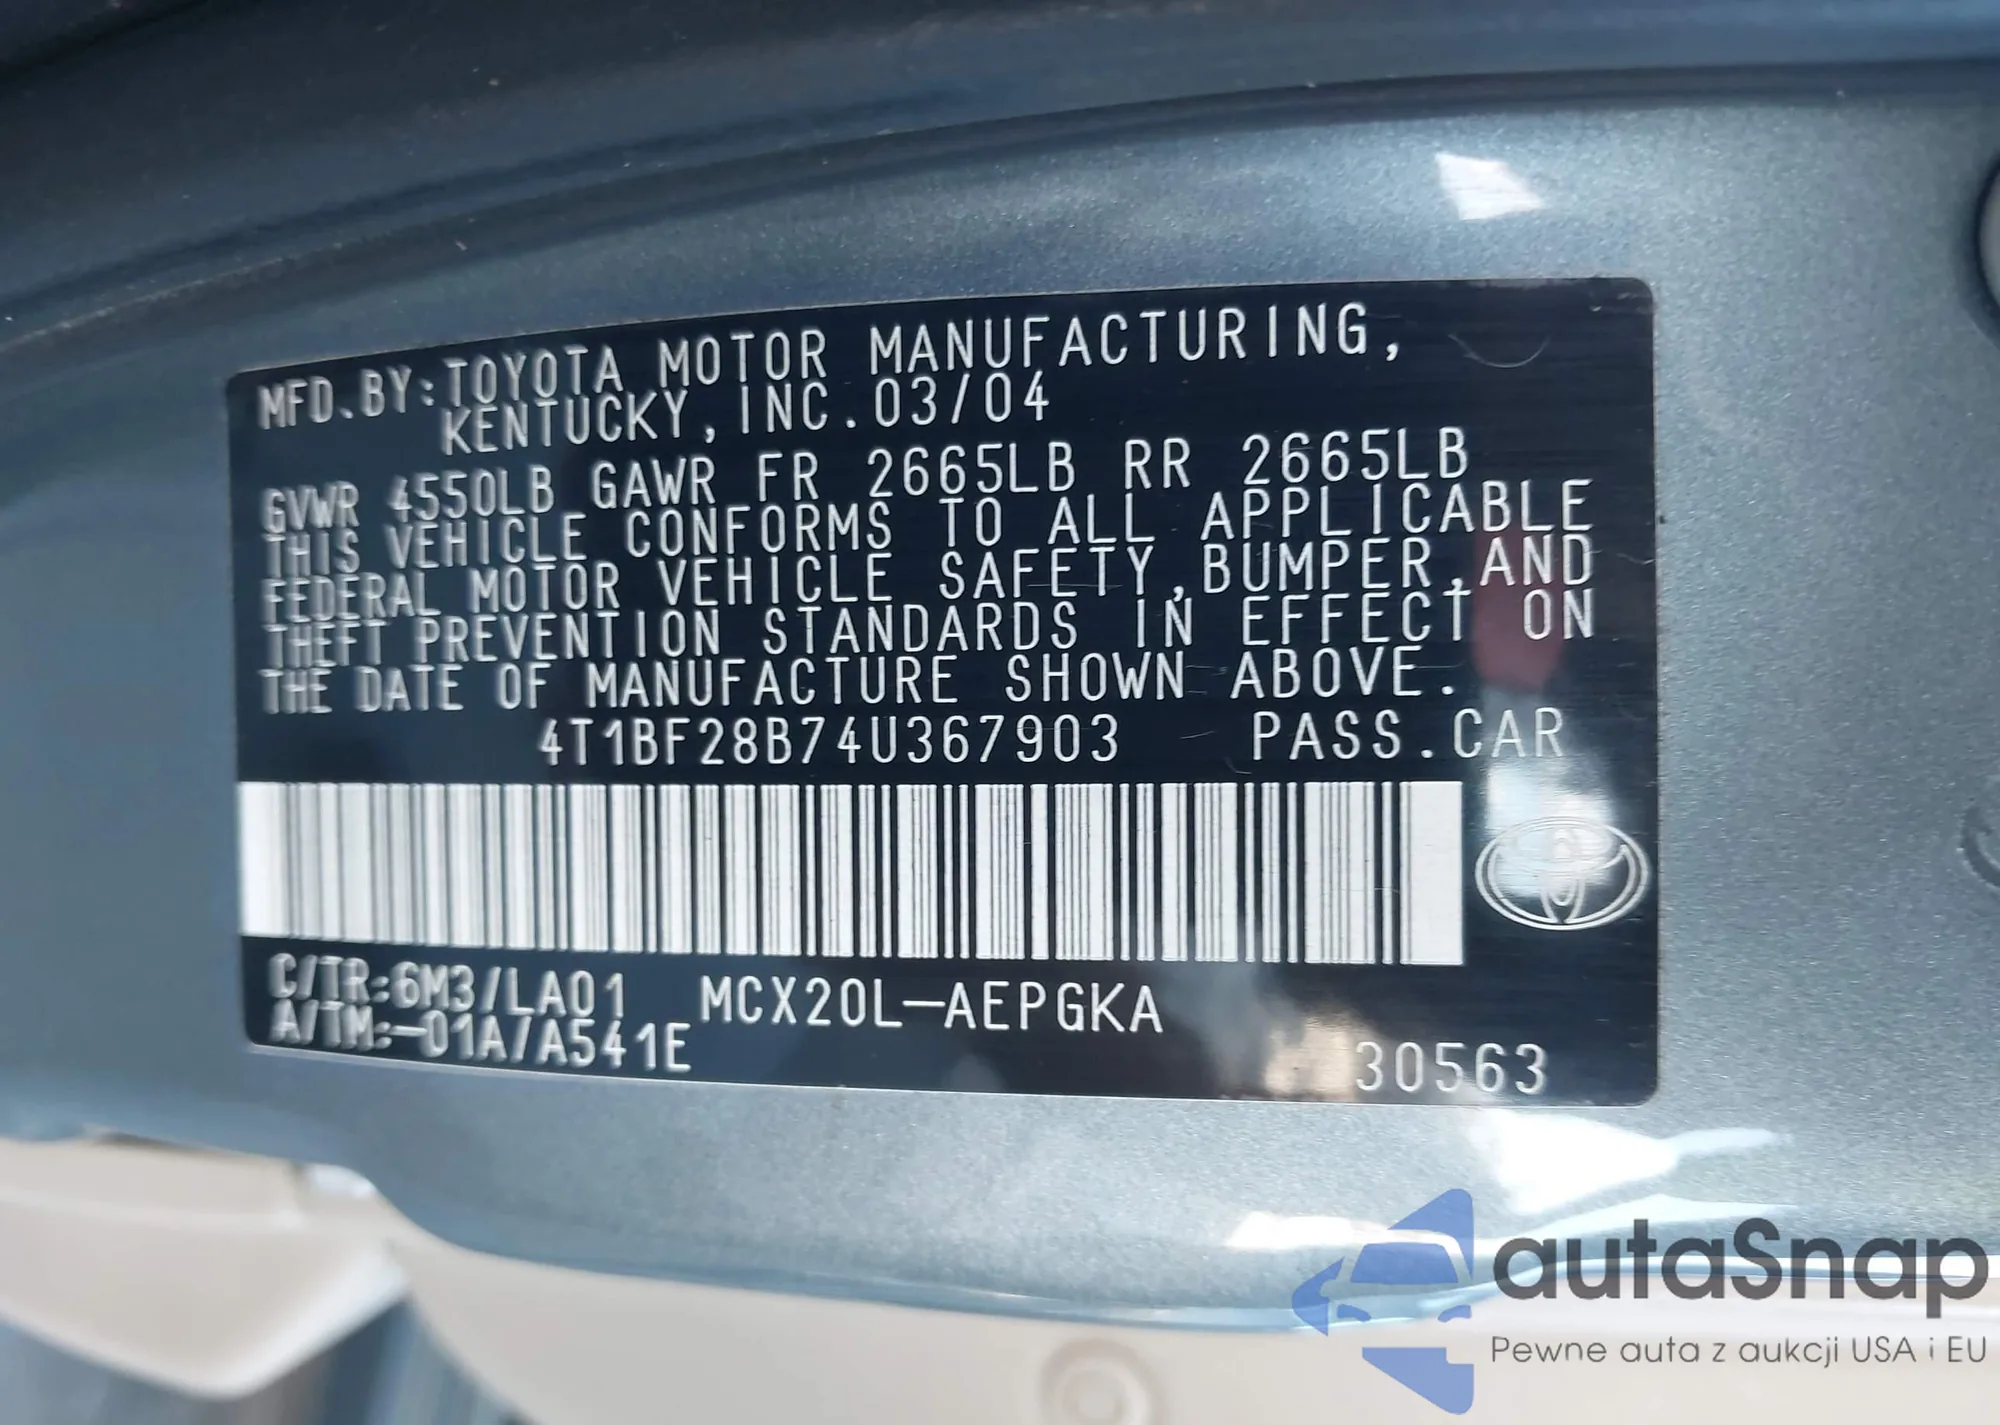 MFD.BY:TOYOTA MOTOR MANUFACTURING,
KENTUCKY, INC.03/04
GVWR 4550LB GAWR FR 2665LB RR 2665LB
THIS VEHICLE CONFORMS TO ALL APPLICABLE
FEDERAL MOTOR VEHICLE SAFETY,BUMPER,AND
THEFT PREVENTION STANDARDS IN EFFECT ON
THE DATE OF MANUFACTURE SHOWN ABOVE.
4T1BF28B74U367903 PASS.CAR
C/TR:6M3/LA01 MCX20L-AEPGKA
A/TM:-01A/A541E
30563
autaSnap
Pewne auta z aukcji USA i EU